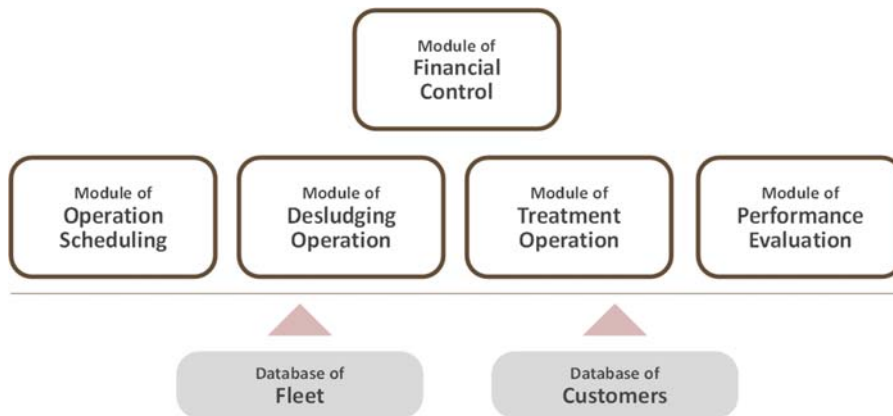 Module of
Financial
Control
Module of
Operation
Scheduling
Module of
Desludging
Operation
Module of
Treatment
Operation
Module of
Performance
Evaluation
Database of
Fleet
Database of
Customers